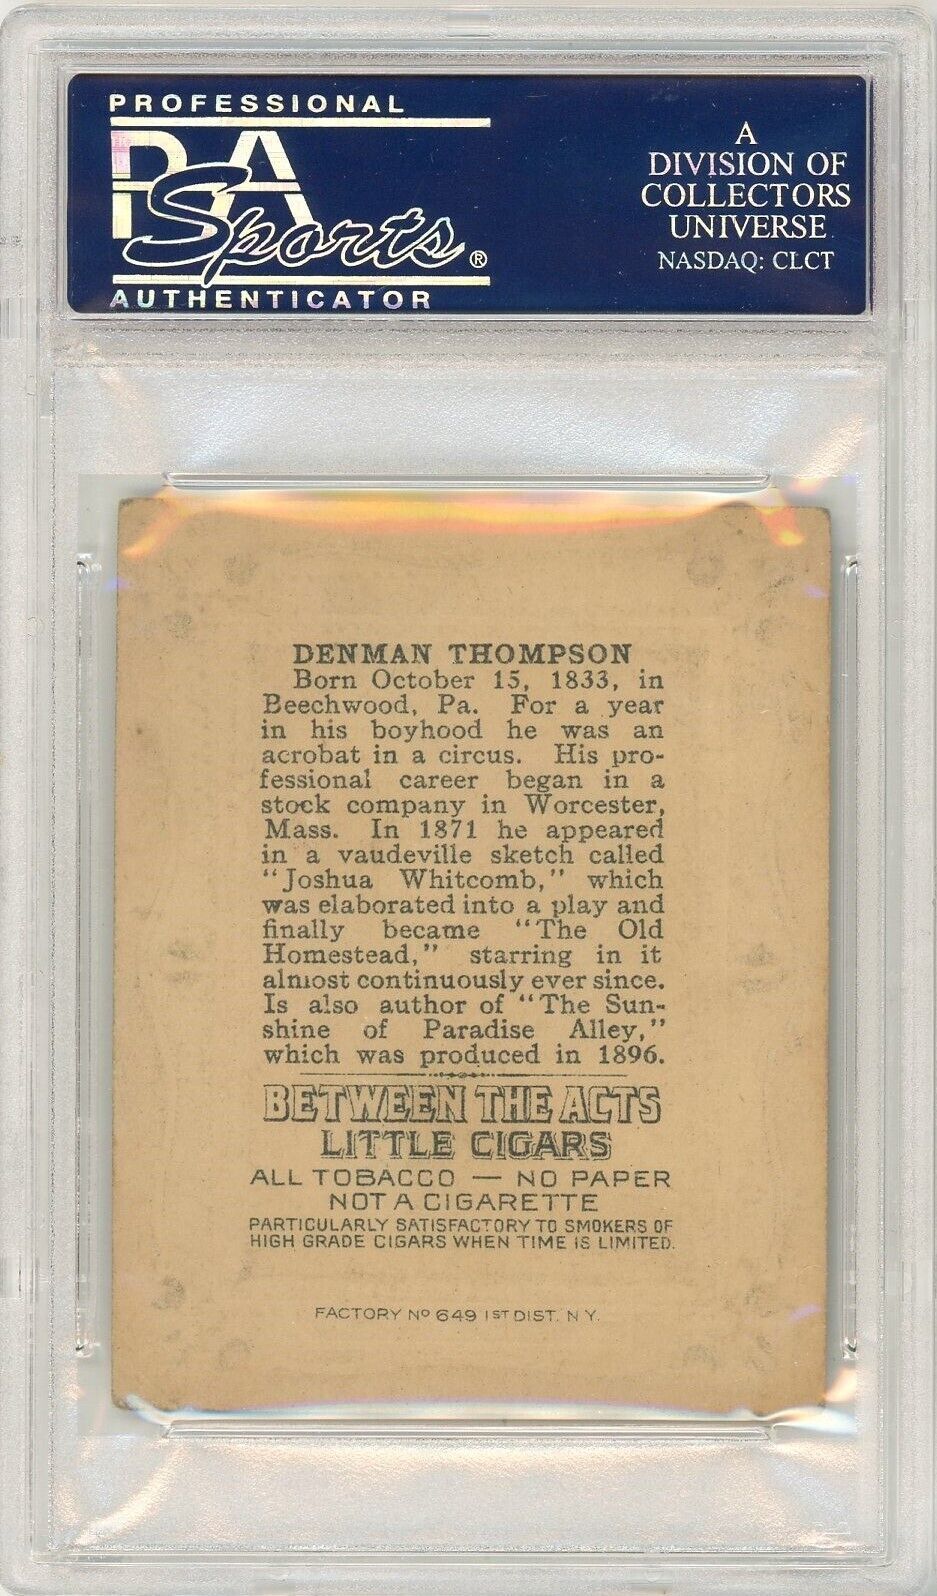 PROFESSIONAL
PSA
Sports®
AUTHENTICATOR
A
DIVISION OF
COLLECTORS
UNIVERSE
NASDAQ: CLCT
DENMAN THOMPSON
Born October 15, 1833, in
Beechwood, Pa. For a year
in his boyhood he was an
acrobat in a circus. His pro-
fessional career began in a
stock company in Worcester,
Mass. In 1871 he appeared
in a vaudeville sketch called
"Joshua Whitcomb," which
was elaborated into a play and
finally became "The Old
Homestead," starring in it
almost continuously ever since.
Is also author of "The Sun-
shine of Paradise Alley,"
which was produced in 1896.
BETWEEN THE ACTS
LITTLE CIGARS
ALL TOBACCO — NO PAPER
NOT A CIGARETTE
PARTICULARLY SATISFACTORY TO SMOKERS OF
HIGH GRADE CIGARS WHEN TIME IS LIMITED.
FACTORY Nº 649 1ST DIST. N.Y.